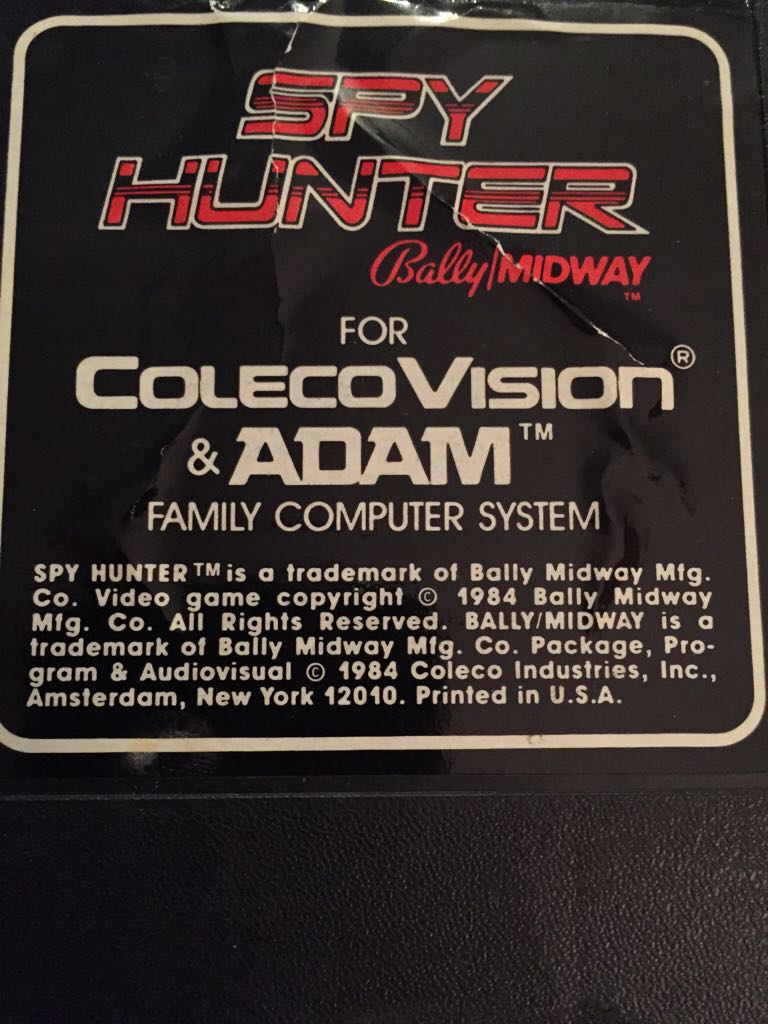 SPY
HUNTER
Bally/MIDWAY
TM
FOR
COLECOVISION®
& ADAM™
FAMILY COMPUTER SYSTEM
SPY HUNTER™ is a trademark of Bally Midway Mfg.
Co. Video game copyright © 1984 Bally Midway
Mfg. Co. All Rights Reserved. BALLY/MIDWAY is a
trademark of Bally Midway Mfg. Co. Package, Pro-
gram & Audiovisual © 1984 Coleco Industries, Inc.,
Amsterdam, New York 12010. Printed in U.S.A.